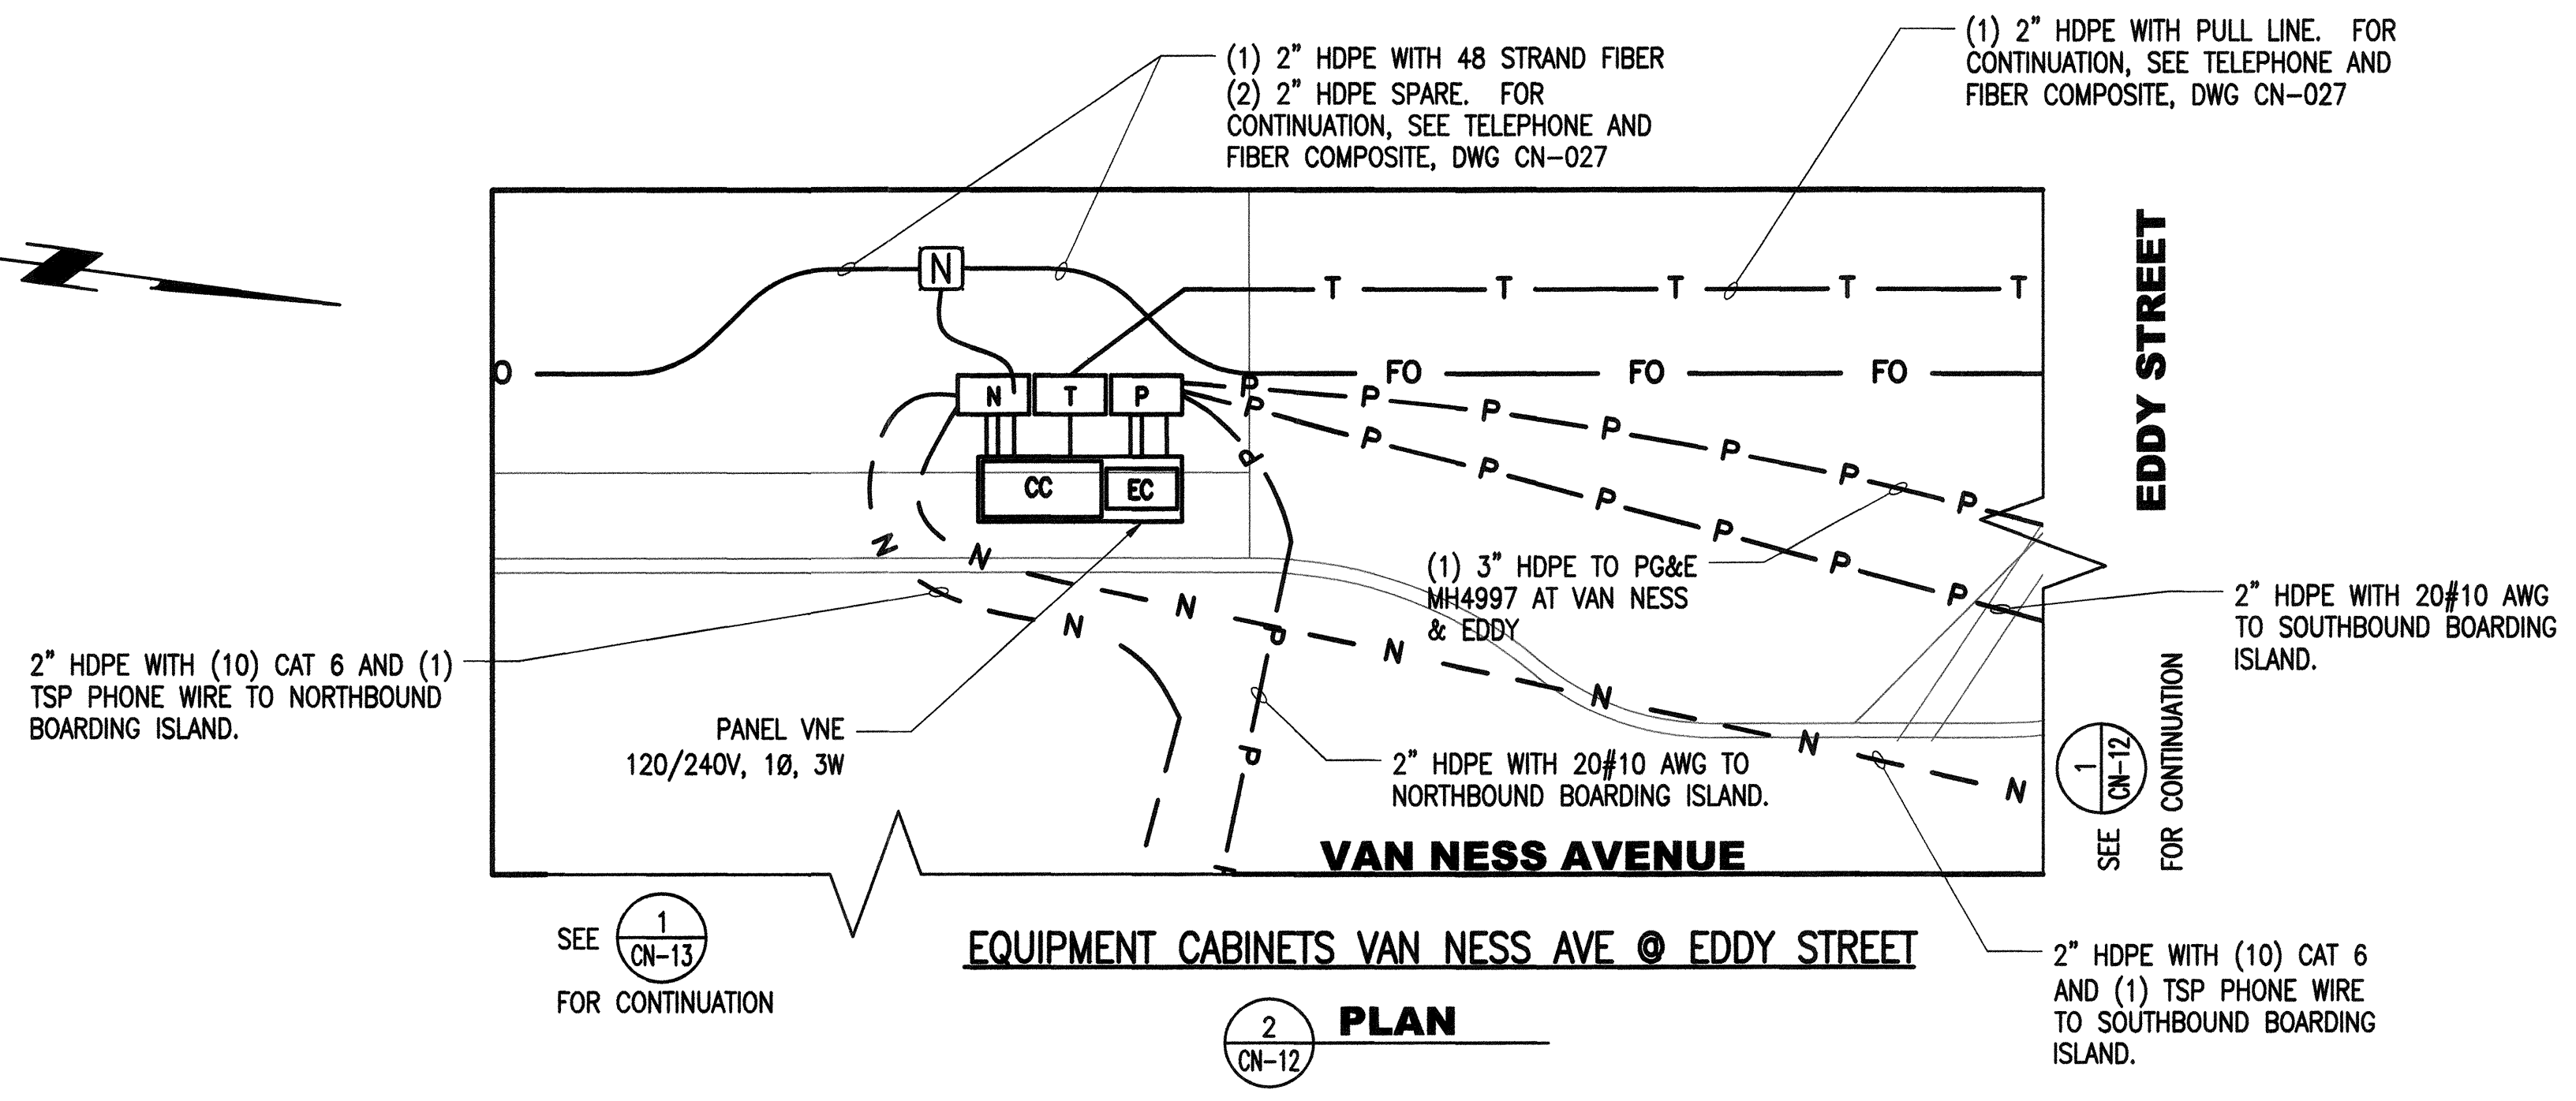 (1) 2" HDPE WITH 48 STRAND FIBER
(2) 2" HDPE SPARE. FOR
CONTINUATION, SEE TELEPHONE AND
FIBER COMPOSITE, DWG CN-027
(1) 2" HDPE WITH PULL LINE. FOR
CONTINUATION, SEE TELEPHONE AND
FIBER COMPOSITE, DWG CN-027
N
T T T T T
O
FO FO FO
N T P
P P P P P P P
P P P P P P P
P
CC EC
EDDY STREET
N N
N N N N N N
N
P
P
(1) 3" HDPE TO PG&E
MH4997 AT VAN NESS
& EDDY
2" HDPE WITH 20#10 AWG
TO SOUTHBOUND BOARDING
ISLAND.
2" HDPE WITH (10) CAT 6 AND (1)
TSP PHONE WIRE TO NORTHBOUND
BOARDING ISLAND.
PANEL VNE
120/240V, 1Ø, 3W
2" HDPE WITH 20#10 AWG TO
NORTHBOUND BOARDING ISLAND.
SEE 1
CN-12
FOR CONTINUATION
VAN NESS AVENUE
SEE 1
CN-13
FOR CONTINUATION
EQUIPMENT CABINETS VAN NESS AVE @ EDDY STREET
2 PLAN
CN-12
2" HDPE WITH (10) CAT 6
AND (1) TSP PHONE WIRE
TO SOUTHBOUND BOARDING
ISLAND.